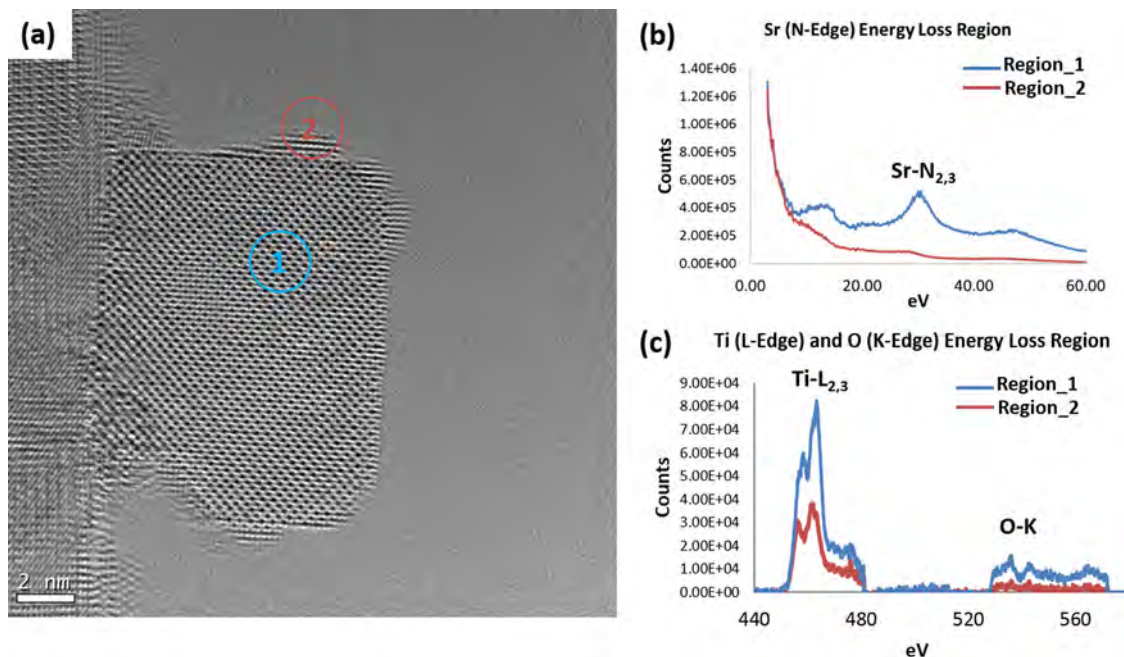 (a)
2
1
2 nm
(b)
Sr (N-Edge) Energy Loss Region
Region_1
Region_2
1.40E+06
1.20E+06
1.00E+06
8.00E+05
6.00E+05
4.00E+05
2.00E+05
0.00E+00
Counts
Sr-N2,3
0.00 20.00 40.00 60.00
eV
(c)
Ti (L-Edge) and O (K-Edge) Energy Loss Region
Region_1
Region_2
9.00E+04
8.00E+04
7.00E+04
6.00E+04
5.00E+04
4.00E+04
3.00E+04
2.00E+04
1.00E+04
0.00E+00
Counts
Ti-L2,3
O-K
440 480 520 560
eV